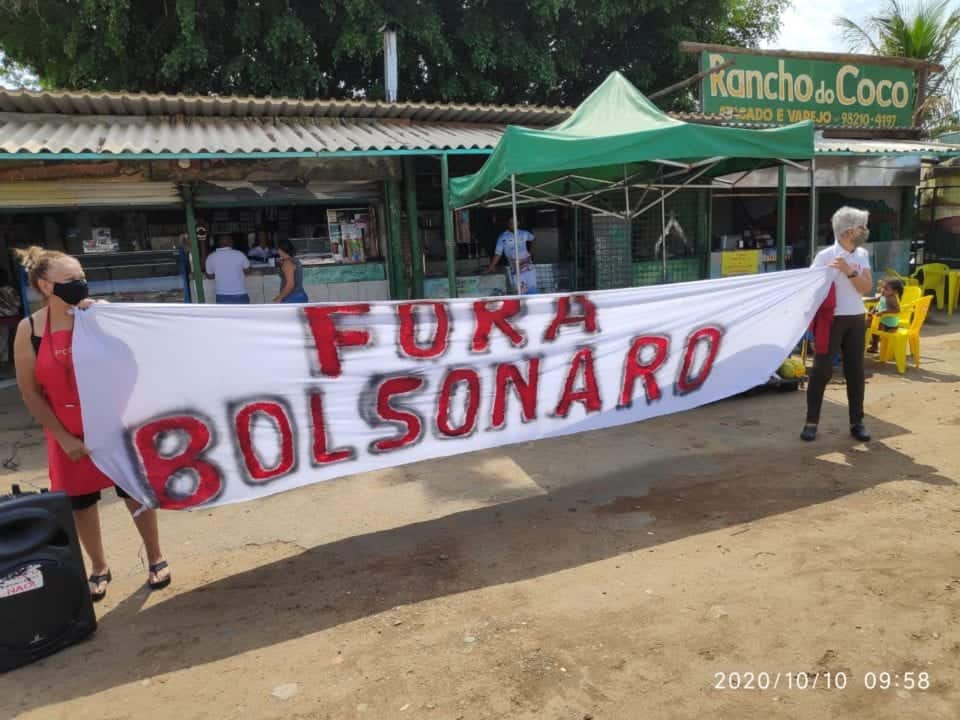 Rancho do Coco
ATACADO E VAREJO - 98210-4197
FORA
BOLSONARO
2020/10/10 09:58